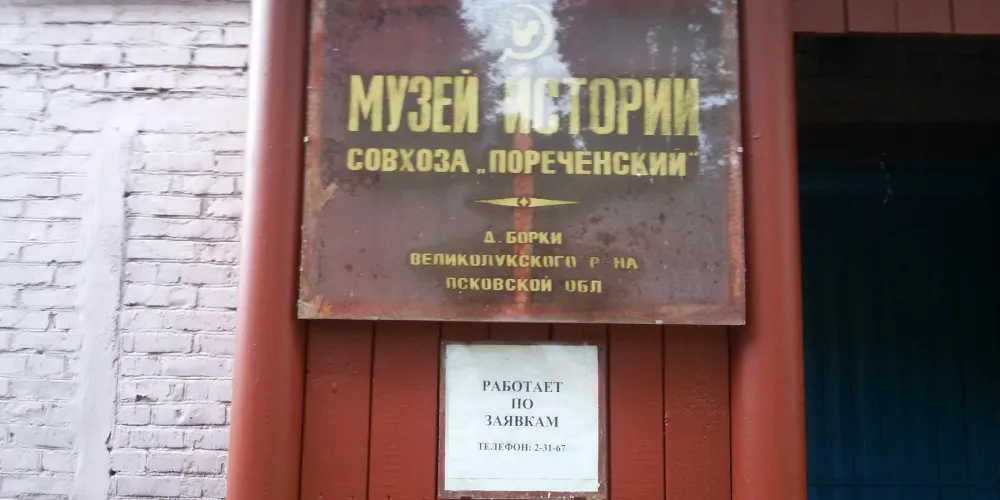 МУЗЕЙ ИСТОРИИ
СОВХОЗА „ПОРЕЧЕНСКИЙ"
Д. БОРКИ
ВЕЛИКОЛУКСКОГО Р-НА
ПСКОВСКОЙ ОБЛ
РАБОТАЕТ
ПО
ЗАЯВКАМ
ТЕЛЕФОН: 2-31-67